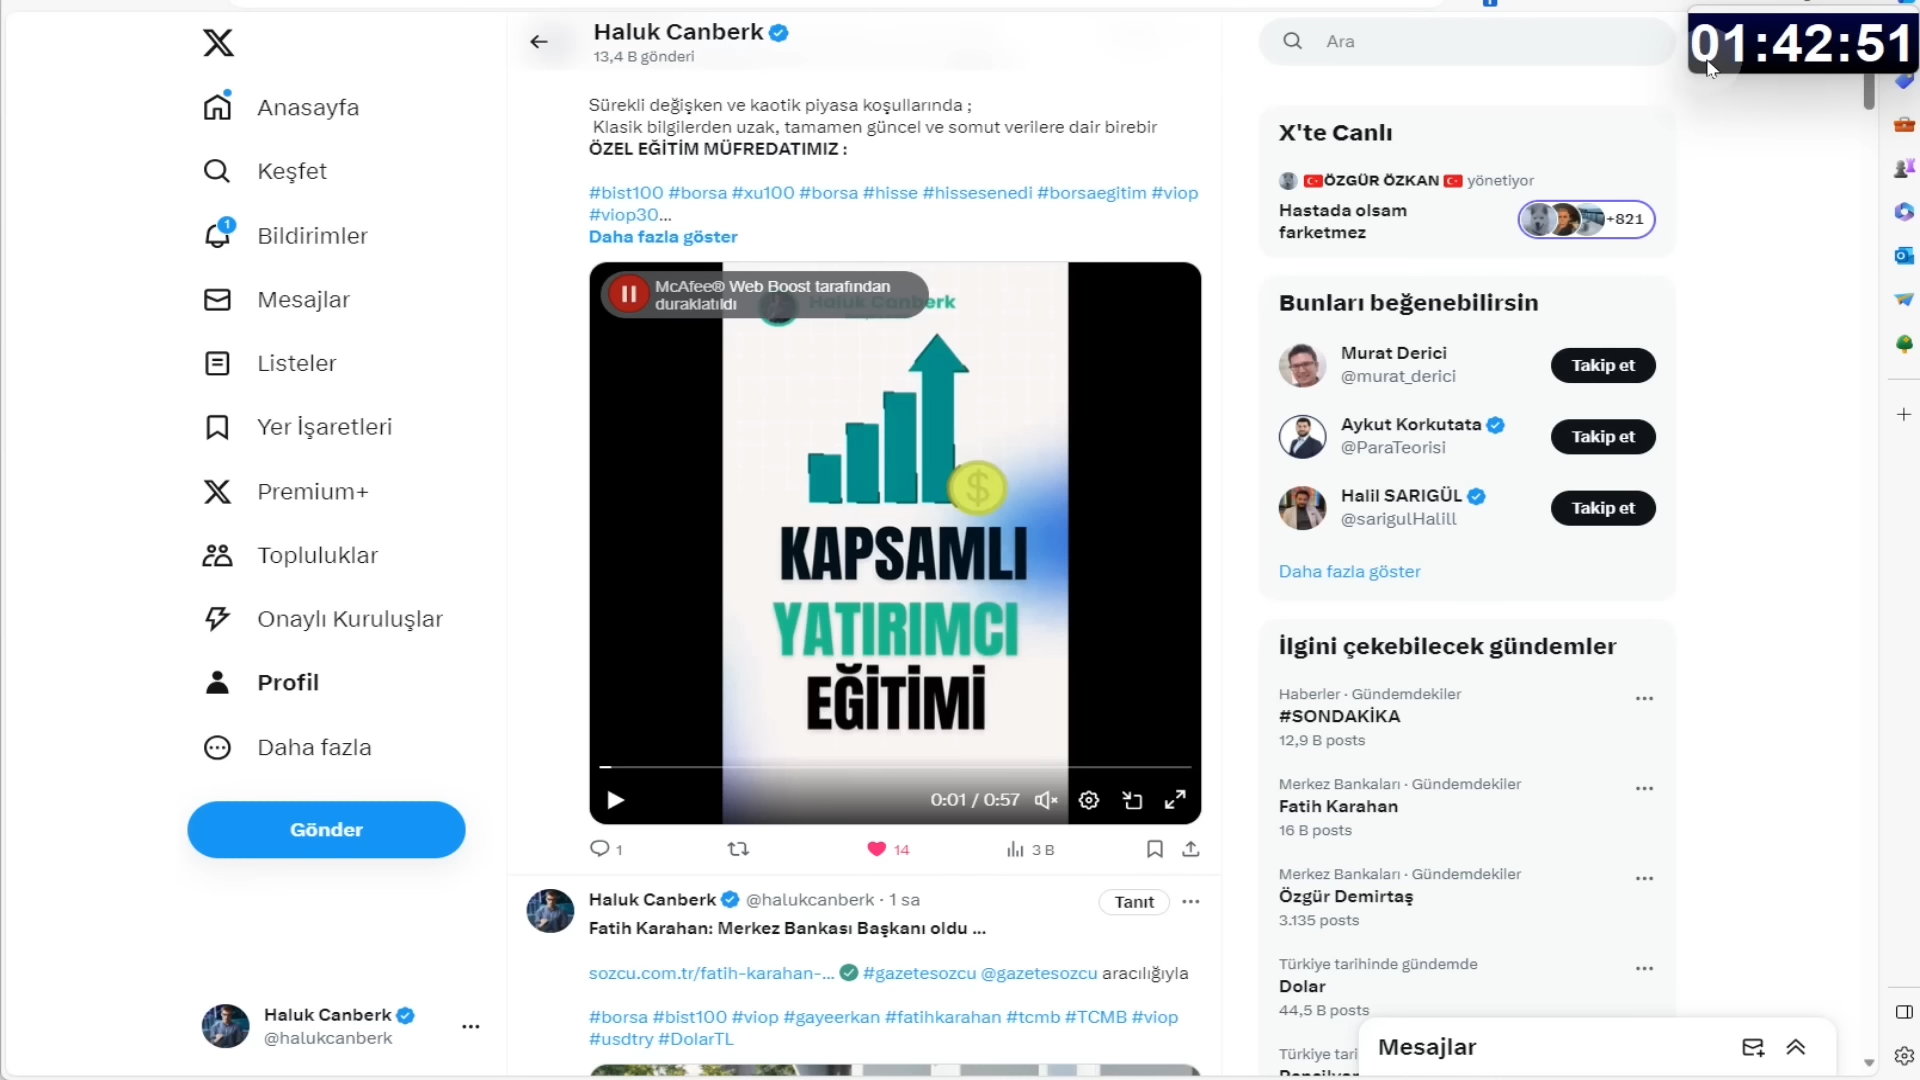 Haluk Canberk
13,4 B gönderi
Ara
01:42:51
Anasayfa
Keşfet
1
Bildirimler
Mesajlar
Listeler
Yer İşaretleri
Premium+
Topluluklar
Onaylı Kuruluşlar
Profil
Daha fazla
Gönder
Haluk Canberk
@halukcanberk
Sürekli değişken ve kaotik piyasa koşullarında ;
Klasik bilgilerden uzak, tamamen güncel ve somut verilere dair birebir
ÖZEL EĞİTİM MÜFREDATIMIZ :
#bist100 #borsa #xu100 #borsa #hisse #hissesenedi #borsaegitim #viop
#viop30...
Daha fazla göster
McAfee® Web Boost tarafından
duraklatıldı
Haluk Canberk
$
KAPSAMLI
YATIRIMCI
EĞİTİMİ
0:01 / 0:57
1
14
3 B
Haluk Canberk @halukcanberk · 1 sa
Tanıt
Fatih Karahan: Merkez Bankası Başkanı oldu ...
sozcu.com.tr/fatih-karahan-... #gazetesozcu @gazetesozcu aracılığıyla
#borsa #bist100 #viop #gayeerkan #fatihkarahan #tcmb #TCMB #viop
#usdtry #DolarTL
X'te Canlı
ÖZGÜR ÖZKAN yönetiyor
Hastada olsam
farketmez
+821
Bunları beğenebilirsin
Murat Derici
@murat_derici
Takip et
Aykut Korkutata
@ParaTeorisi
Takip et
Halil SARIGÜL
@sarigulHalill
Takip et
Daha fazla göster
İlgini çekebilecek gündemler
Haberler · Gündemdekiler
#SONDAKİKA
12,9 B posts
Merkez Bankaları · Gündemdekiler
Fatih Karahan
16 B posts
Merkez Bankaları · Gündemdekiler
Özgür Demirtaş
3.135 posts
Türkiye tarihinde gündemde
Dolar
44,5 B posts
Mesajlar